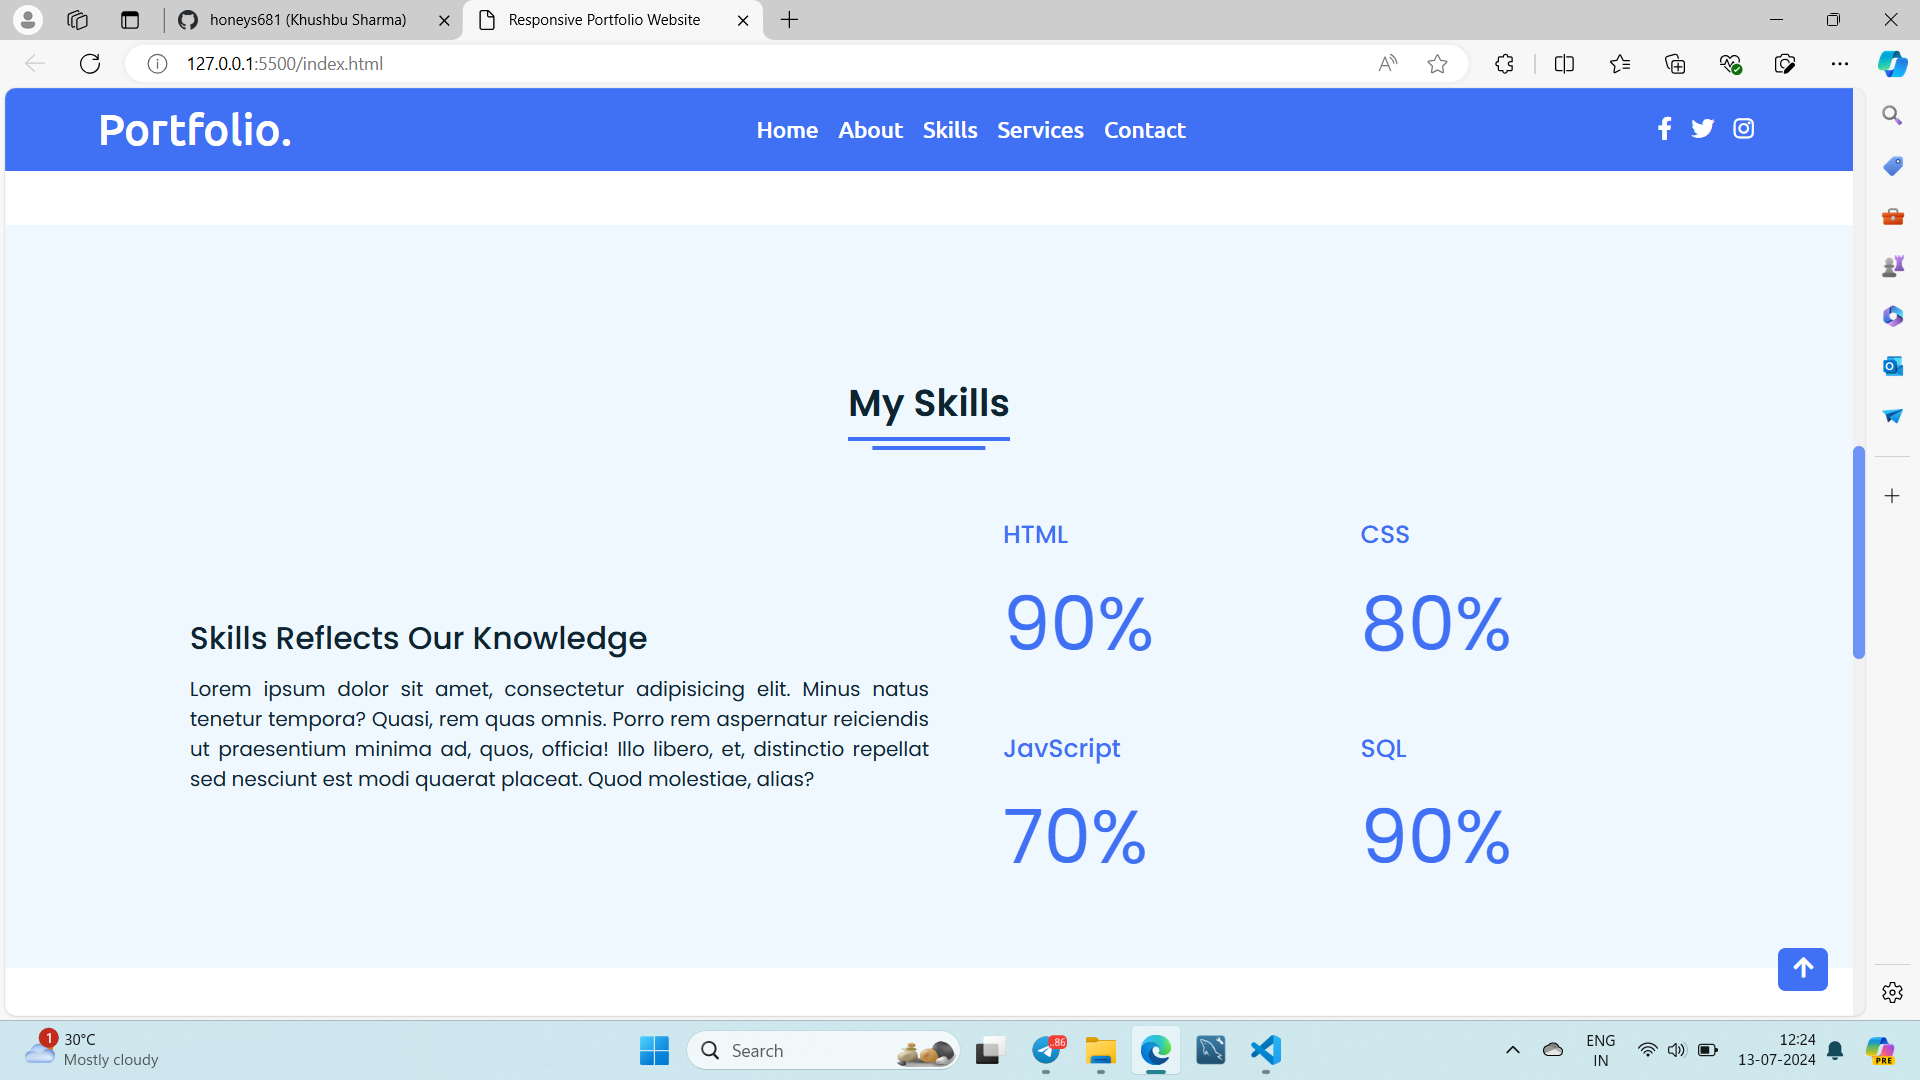 honeys681 (Khushbu Sharma)
Responsive Portfolio Website
127.0.0.1:5500/index.html
Portfolio.
Home About Skills Services Contact
My Skills
HTML
CSS
90%
80%
Skills Reflects Our Knowledge
Lorem ipsum dolor sit amet, consectetur adipisicing elit. Minus natus
tenetur tempora? Quasi, rem quas omnis. Porro rem aspernatur reiciendis
ut praesentium minima ad, quos, officia! Illo libero, et, distinctio repellat
sed nesciunt est modi quaerat placeat. Quod molestiae, alias?
JavScript
SQL
70%
90%
1
30°C
Mostly cloudy
Search
..86
ENG
IN
12:24
13-07-2024
PRE